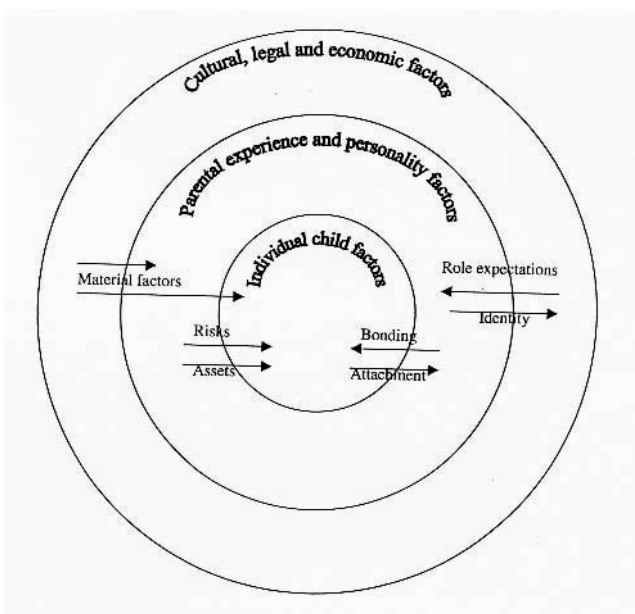 Cultural, legal and economic factors
Parental experience and personality factors
Individual child factors
Material factors
Role expectations
Identity
Risks
Assets
Bonding
Attachment